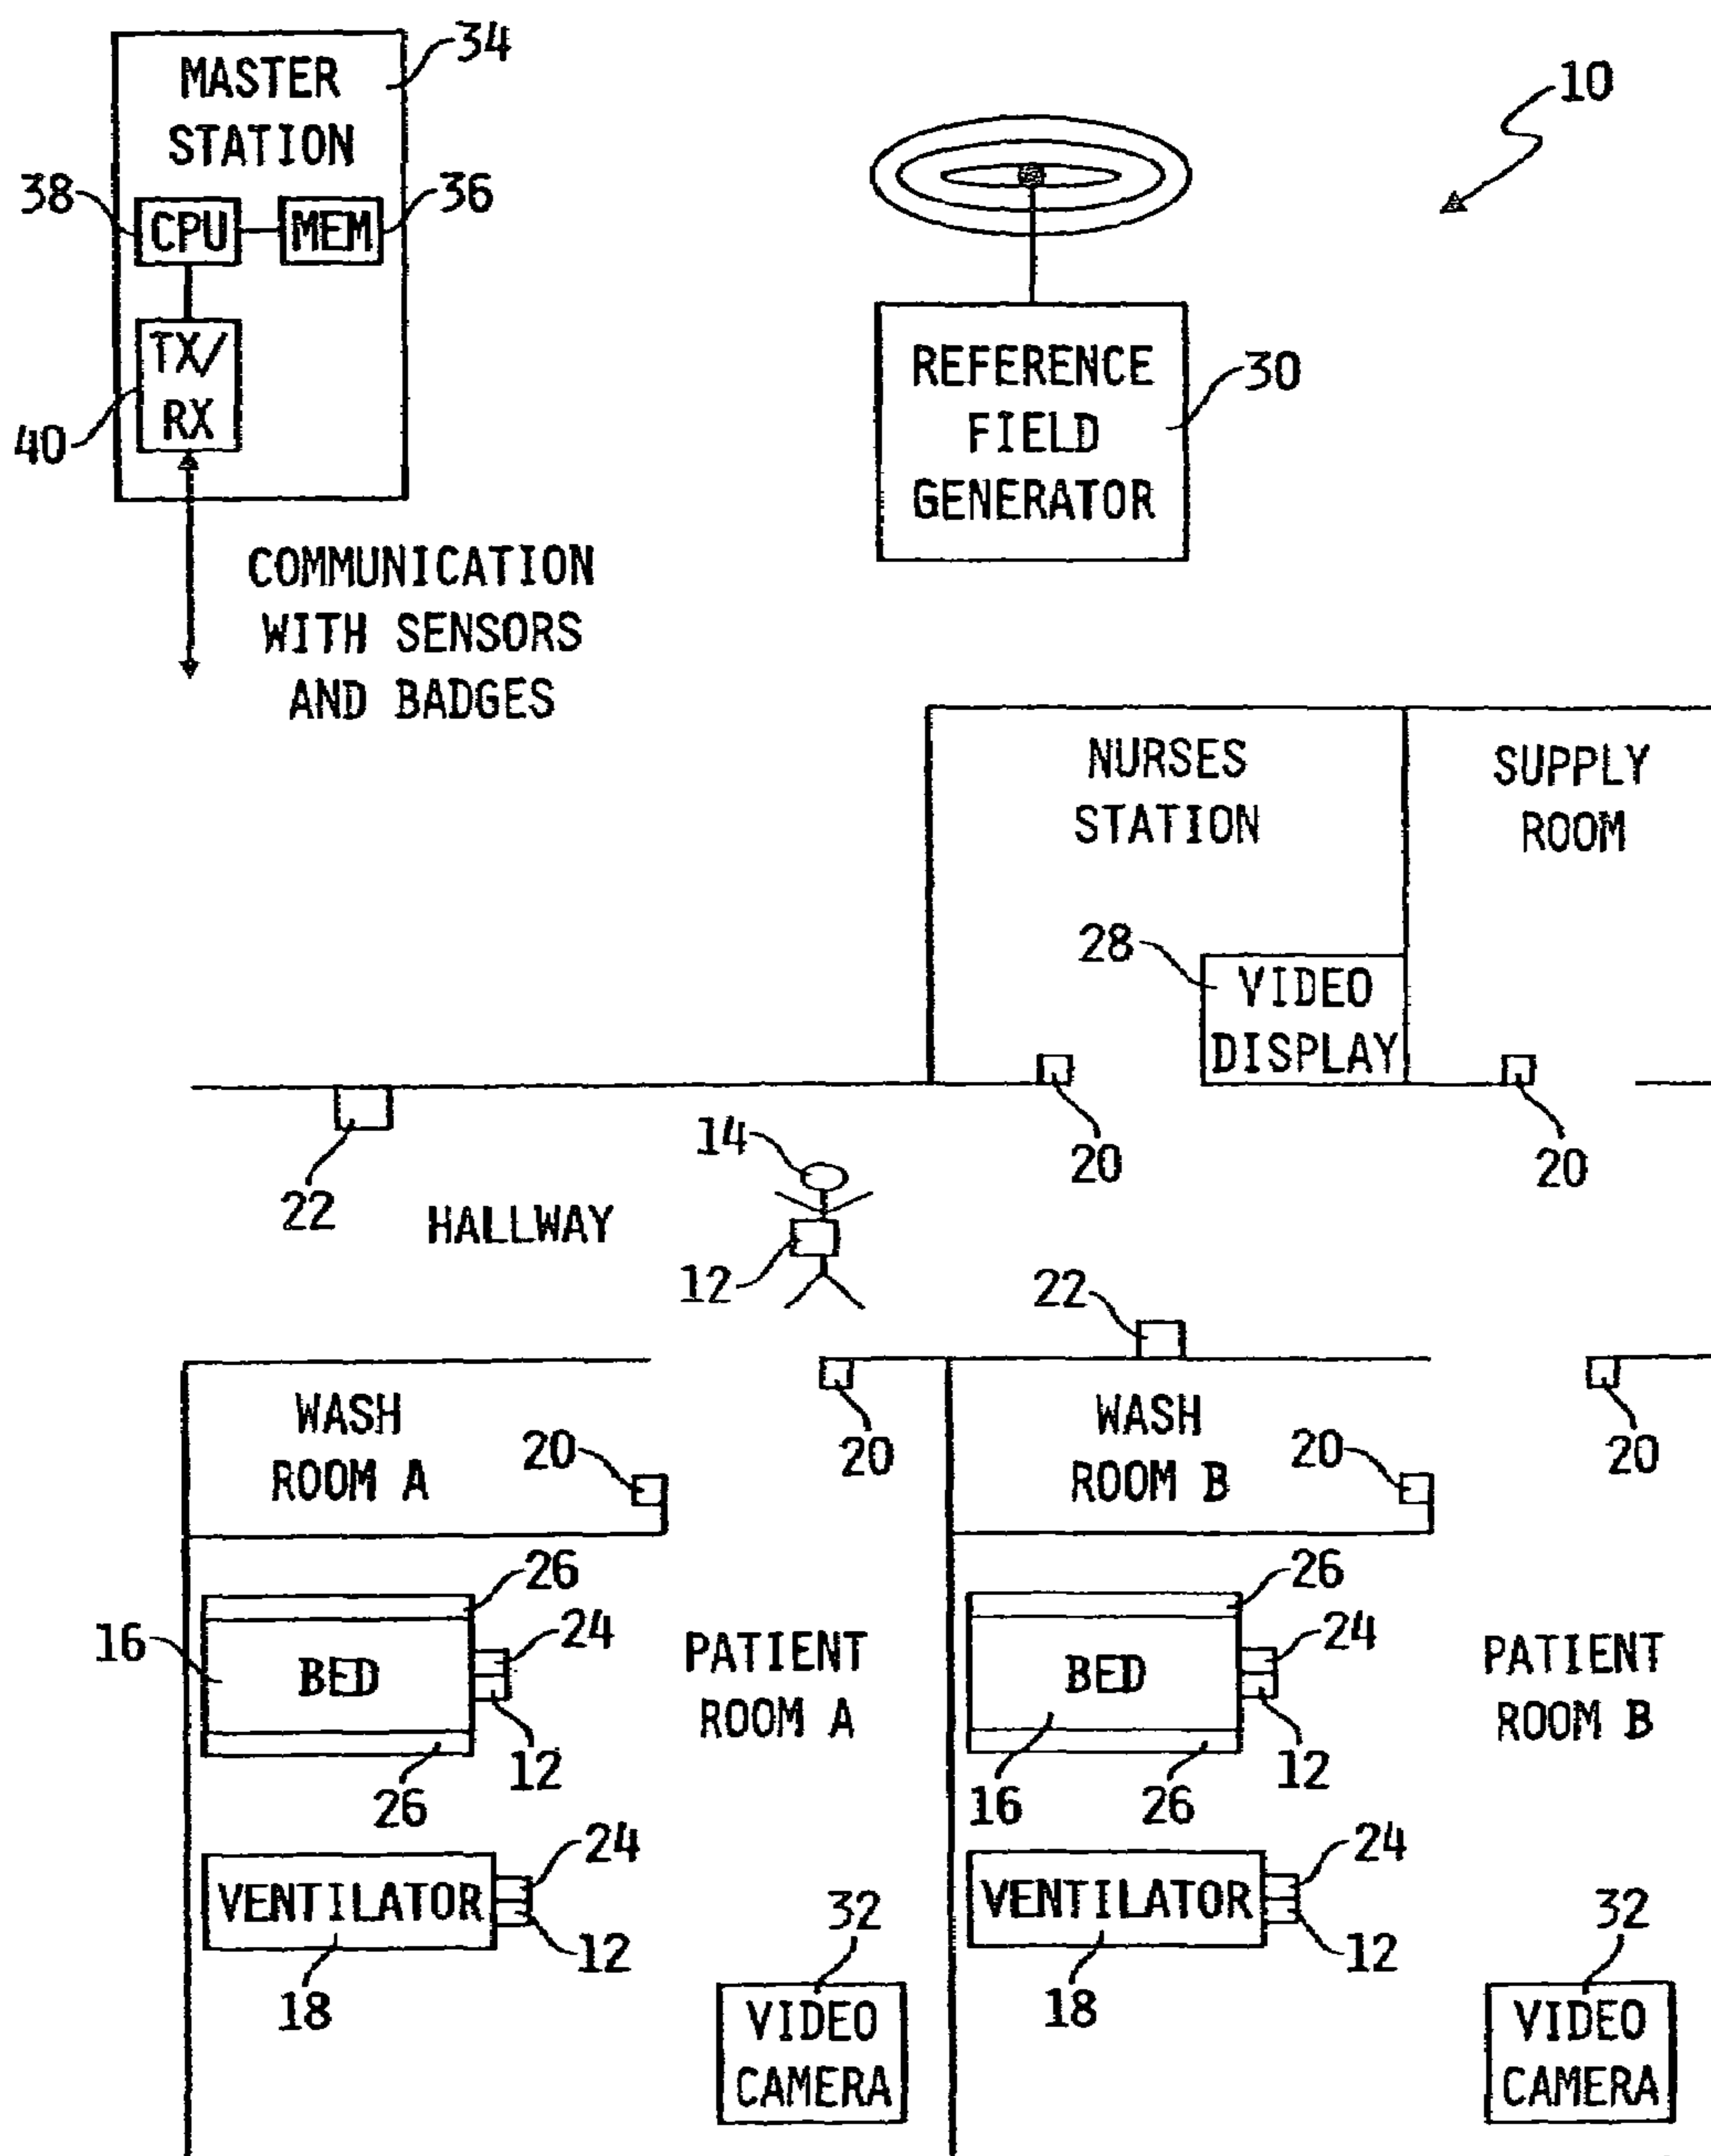 34
MASTER
STATION
38
CPU
MEM
36
TX/
RX
40
COMMUNICATION
WITH SENSORS
AND BADGES
10
REFERENCE
FIELD
GENERATOR
30
NURSES
STATION
SUPPLY
ROOM
28
VIDEO
DISPLAY
20
20
22
HALLWAY
14
12
22
WASH
ROOM A
20
20
WASH
ROOM B
20
20
16
BED
26
24
12
26
PATIENT
ROOM A
BED
26
24
12
16
26
PATIENT
ROOM B
VENTILATOR
24
12
18
VENTILATOR
24
12
18
32
VIDEO
CAMERA
32
VIDEO
CAMERA